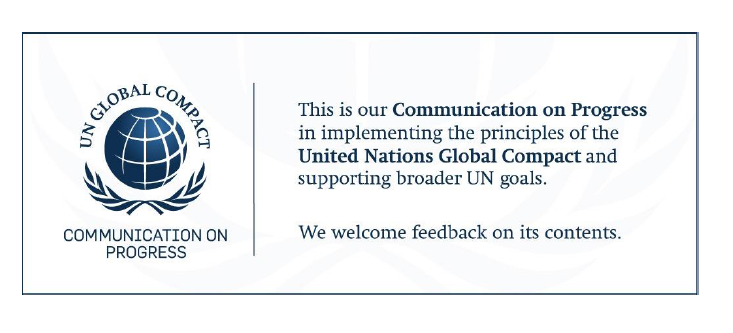 UN GLOBAL COMPACT
COMMUNICATION ON
PROGRESS
This is our Communication on Progress
in implementing the principles of the
United Nations Global Compact and
supporting broader UN goals.
We welcome feedback on its contents.